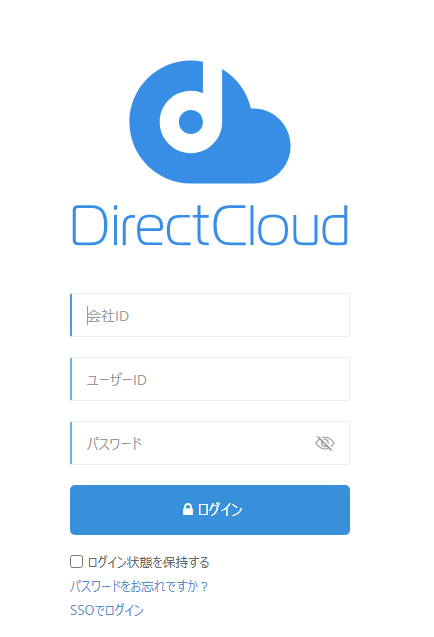 DirectCloud
会社ID
ユーザーID
パスワード
ログイン
ログイン状態を保持する
パスワードをお忘れですか？
SSOでログイン